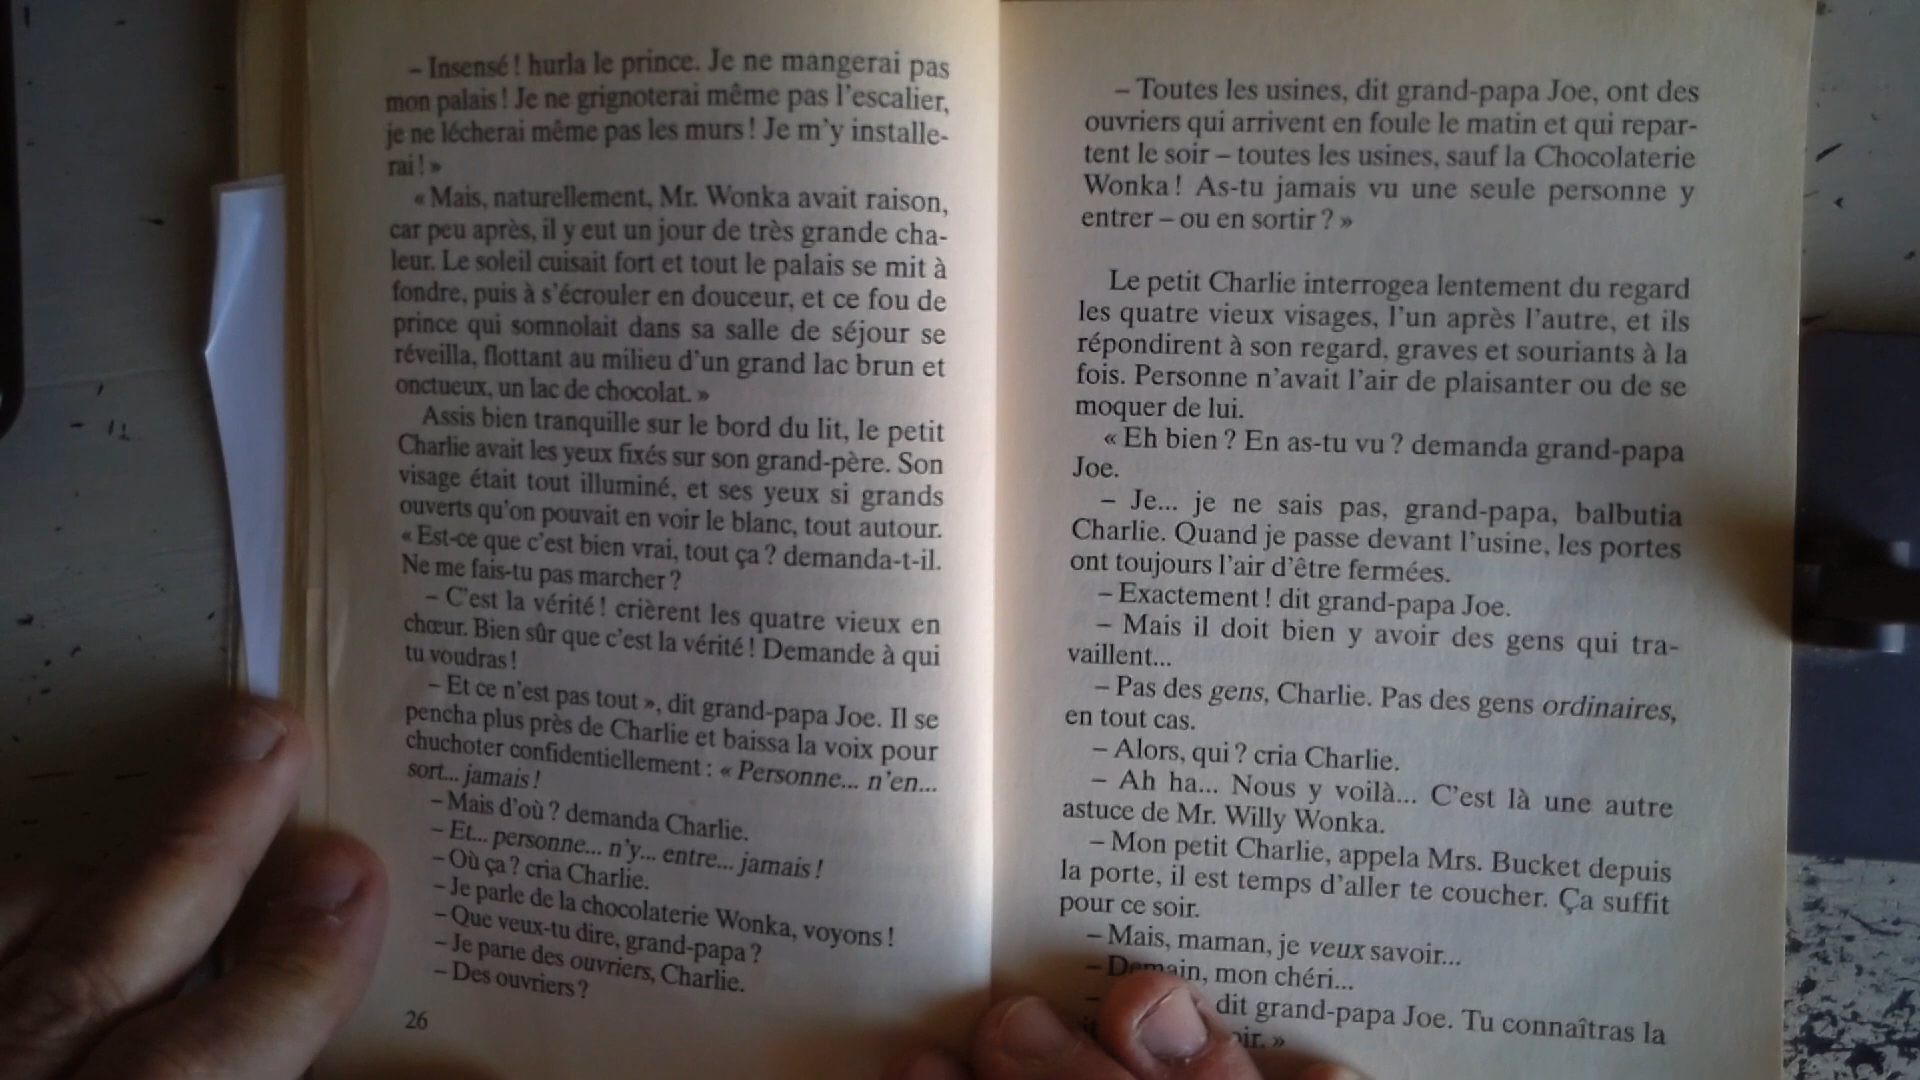 – Insensé ! hurla le prince. Je ne mangerai pas
mon palais ! Je ne grignoterai même pas l'escalier,
je ne lécherai même pas les murs ! Je m'y installe-
rai ! »
« Mais, naturellement, Mr. Wonka avait raison,
car peu après, il y eut un jour de très grande cha-
leur. Le soleil cuisait fort et tout le palais se mit à
fondre, puis à s'écrouler en douceur, et ce fou de
prince qui somnolait dans sa salle de séjour se
réveilla, flottant au milieu d'un grand lac brun et
onctueux, un lac de chocolat. »
Assis bien tranquille sur le bord du lit, le petit
Charlie avait les yeux fixés sur son grand-père. Son
visage était tout illuminé, et ses yeux si grands
ouverts qu'on pouvait en voir le blanc, tout autour.
« Est-ce que c'est bien vrai, tout ça ? demanda-t-il.
Ne me fais-tu pas marcher ?
– C'est la vérité ! crièrent les quatre vieux en
chœur. Bien sûr que c'est la vérité ! Demande à qui
tu voudras !
– Et ce n'est pas tout », dit grand-papa Joe. Il se
pencha plus près de Charlie et baissa la voix pour
chuchoter confidentiellement : « Personne... n'en...
sort... jamais !
– Mais d'où ? demanda Charlie.
– Et... personne... n'y... entre... jamais !
– Où ça ? cria Charlie.
– Je parle de la chocolaterie Wonka, voyons !
– Que veux-tu dire, grand-papa ?
– Je parle des ouvriers, Charlie.
– Des ouvriers ?
26
– Toutes les usines, dit grand-papa Joe, ont des
ouvriers qui arrivent en foule le matin et qui repar-
tent le soir – toutes les usines, sauf la Chocolaterie
Wonka ! As-tu jamais vu une seule personne y
entrer – ou en sortir ? »
Le petit Charlie interrogea lentement du regard
les quatre vieux visages, l'un après l'autre, et ils
répondirent à son regard, graves et souriants à la
fois. Personne n'avait l'air de plaisanter ou de se
moquer de lui.
« Eh bien ? En as-tu vu ? demanda grand-papa
Joe.
– Je... je ne sais pas, grand-papa, balbutia
Charlie. Quand je passe devant l'usine, les portes
ont toujours l'air d'être fermées.
– Exactement ! dit grand-papa Joe.
– Mais il doit bien y avoir des gens qui tra-
vaillent...
– Pas des gens, Charlie. Pas des gens ordinaires,
en tout cas.
– Alors, qui ? cria Charlie.
– Ah ha... Nous y voilà... C'est là une autre
astuce de Mr. Willy Wonka.
– Mon petit Charlie, appela Mrs. Bucket depuis
la porte, il est temps d'aller te coucher. Ça suffit
pour ce soir.
– Mais, maman, je veux savoir...
– Demain, mon chéri...
– dit grand-papa Joe. Tu connaîtras la